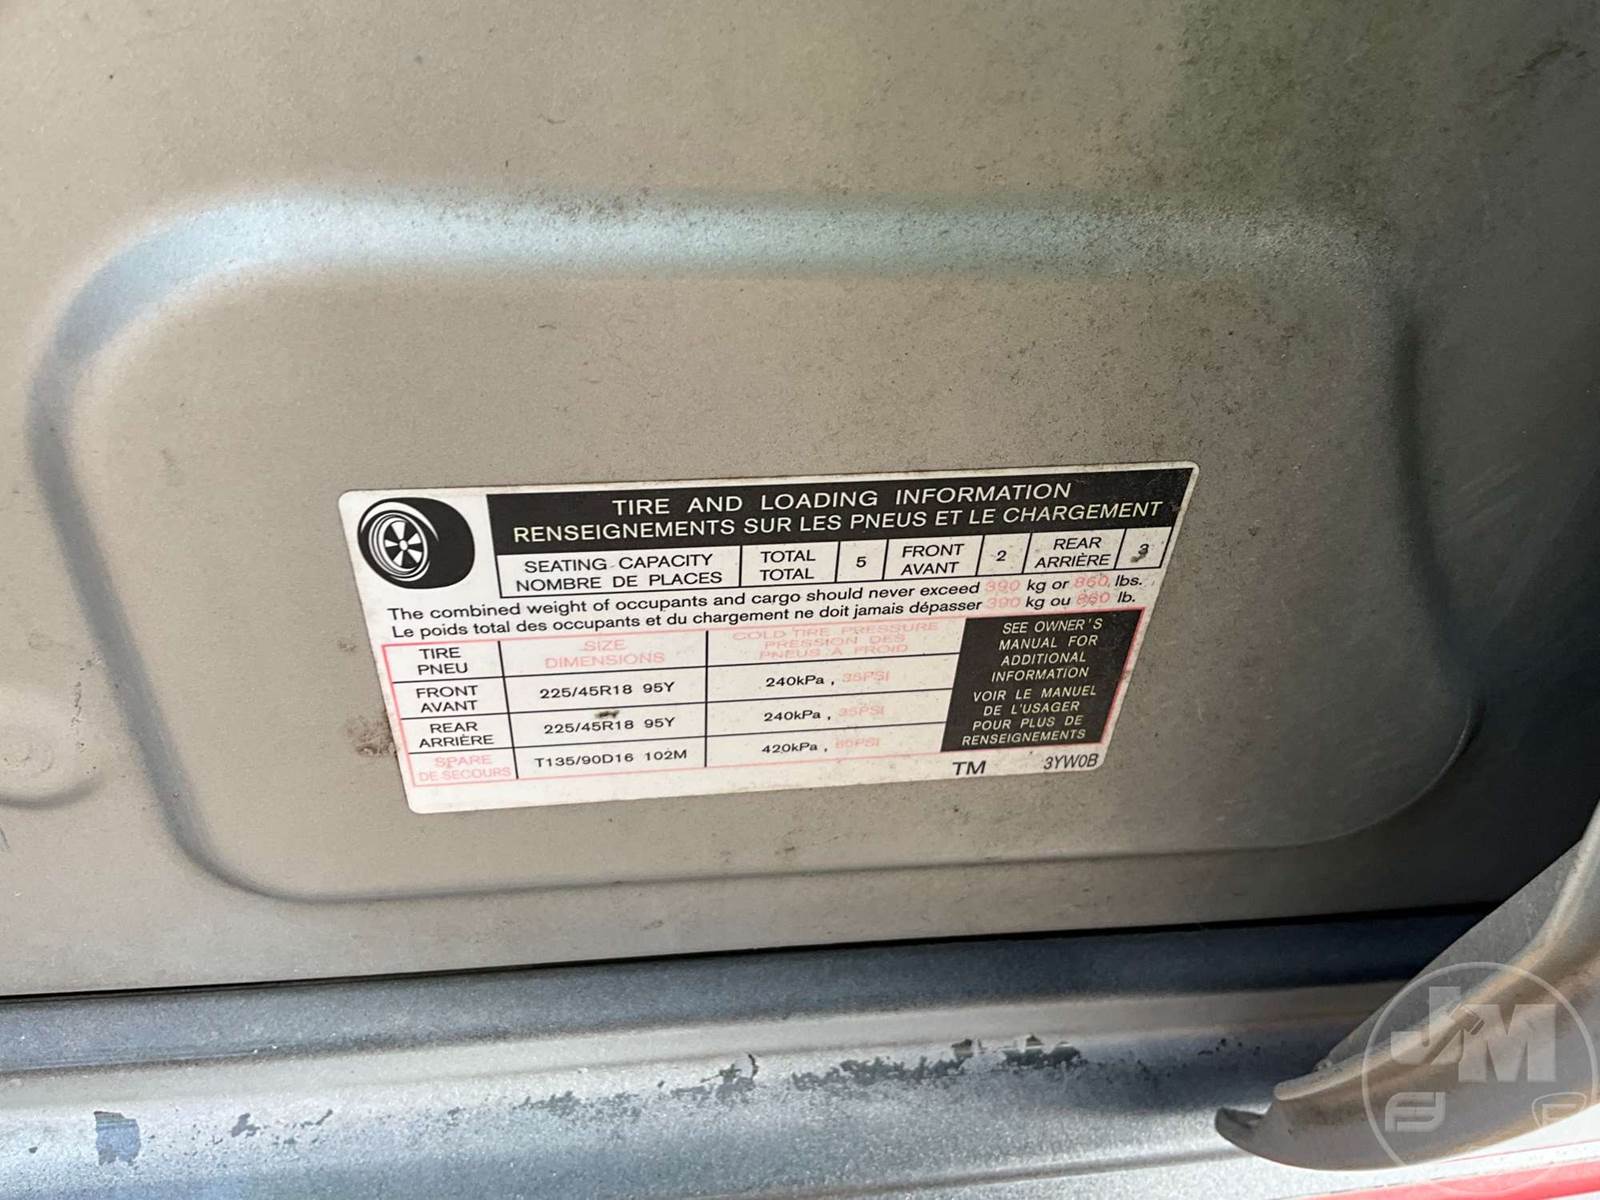 TIRE AND LOADING INFORMATION
RENSEIGNEMENTS SUR LES PNEUS ET LE CHARGEMENT
SEATING CAPACITY TOTAL 5 FRONT 2 REAR 3
NOMBRE DE PLACES TOTAL AVANT ARRIÈRE
The combined weight of occupants and cargo should never exceed 390 kg or 860 lbs.
Le poids total des occupants et du chargement ne doit jamais dépasser 390 kg ou 860 lb.
TIRE SIZE COLD TIRE PRESSURE
PNEU DIMENSIONS PRESSION DES
PNEUS A FROID
FRONT 225/45R18 95Y 240kPa , 35PSI
AVANT
REAR 225/45R18 95Y 240kPa , 35PSI
ARRIÈRE
SPARE T135/90D16 102M 420kPa , 60PSI
DE SECOURS
SEE OWNER'S
MANUAL FOR
ADDITIONAL
INFORMATION
VOIR LE MANUEL
DE L'USAGER
POUR PLUS DE
RENSEIGNEMENTS
TM 3YW0B
JM